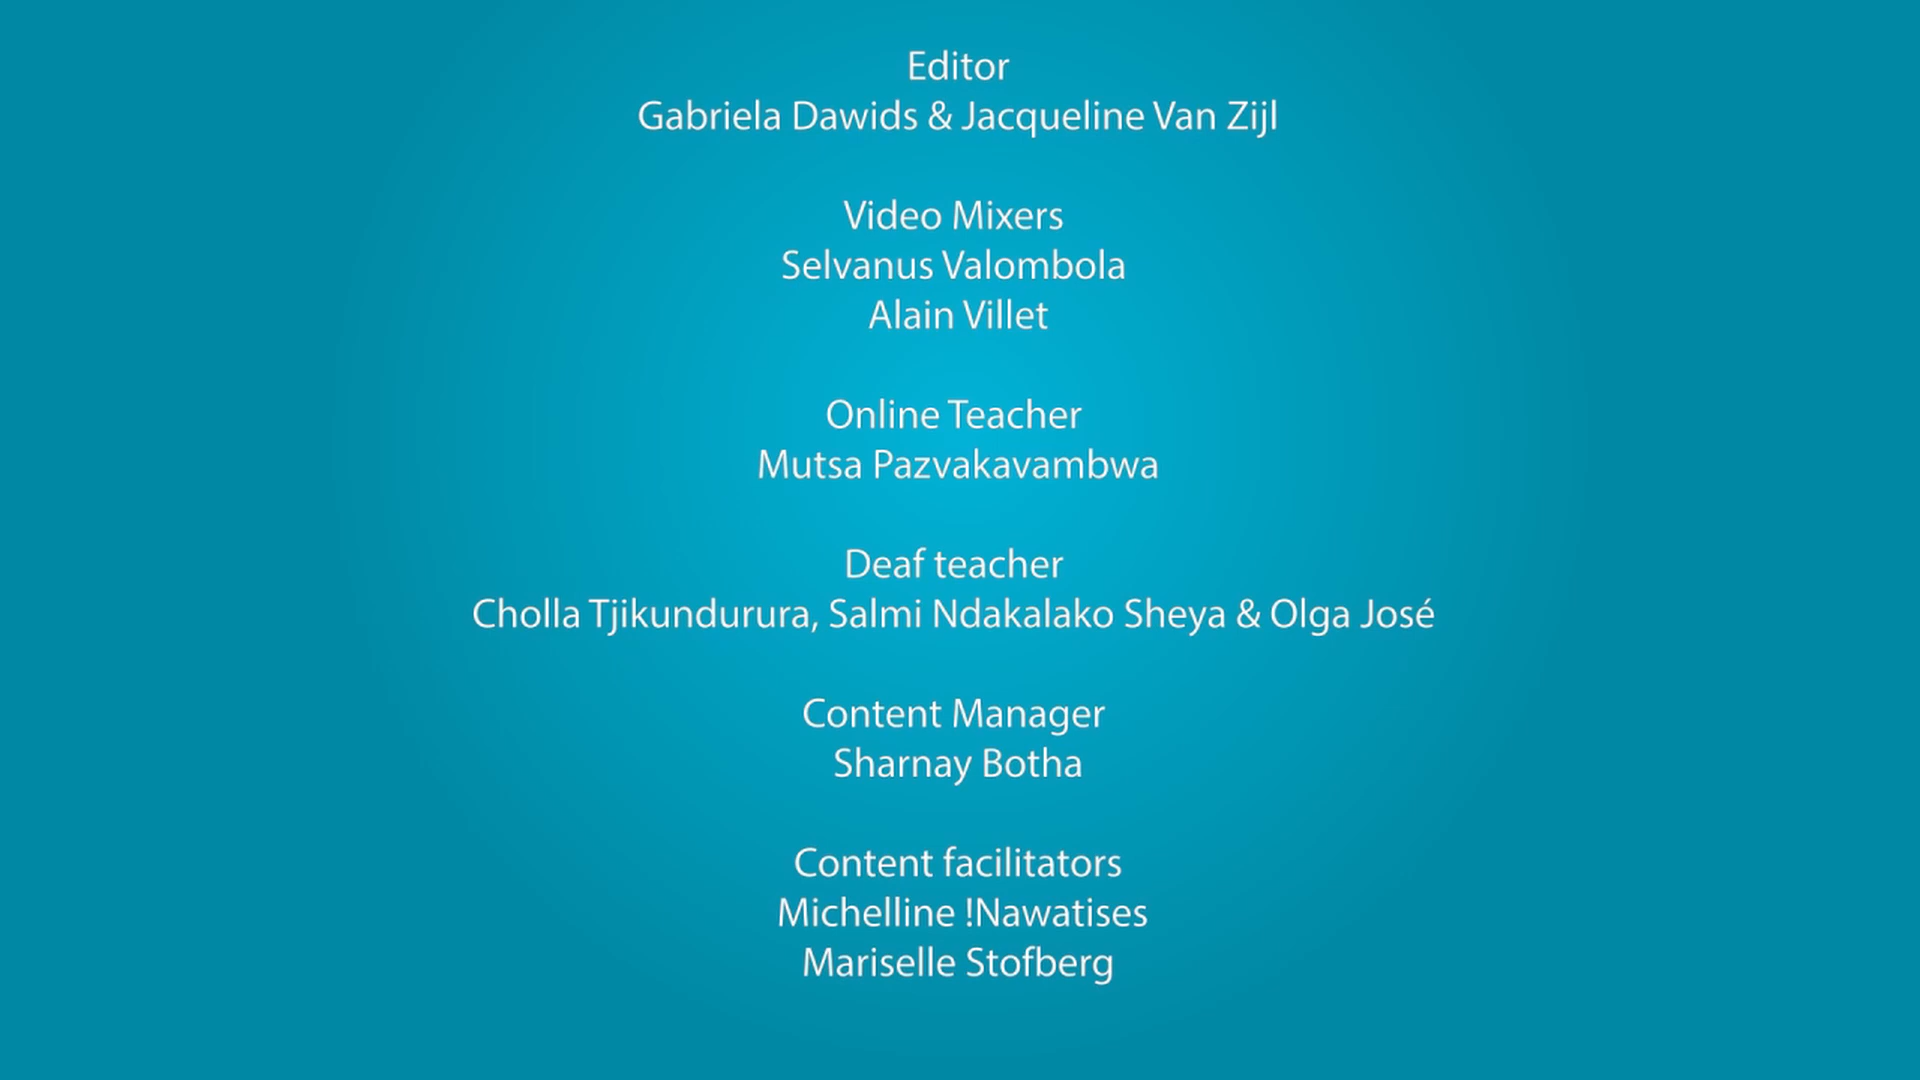 Editor
Gabriela Dawids & Jacqueline Van Zijl
Video Mixers
Selvanus Valombola
Alain Villet
Online Teacher
Mutsa Pazvakavambwa
Deaf teacher
Cholla Tjikundurura, Salmi Ndakalako Sheya & Olga José
Content Manager
Sharnay Botha
Content facilitators
Michelline !Nawatises
Mariselle Stofberg